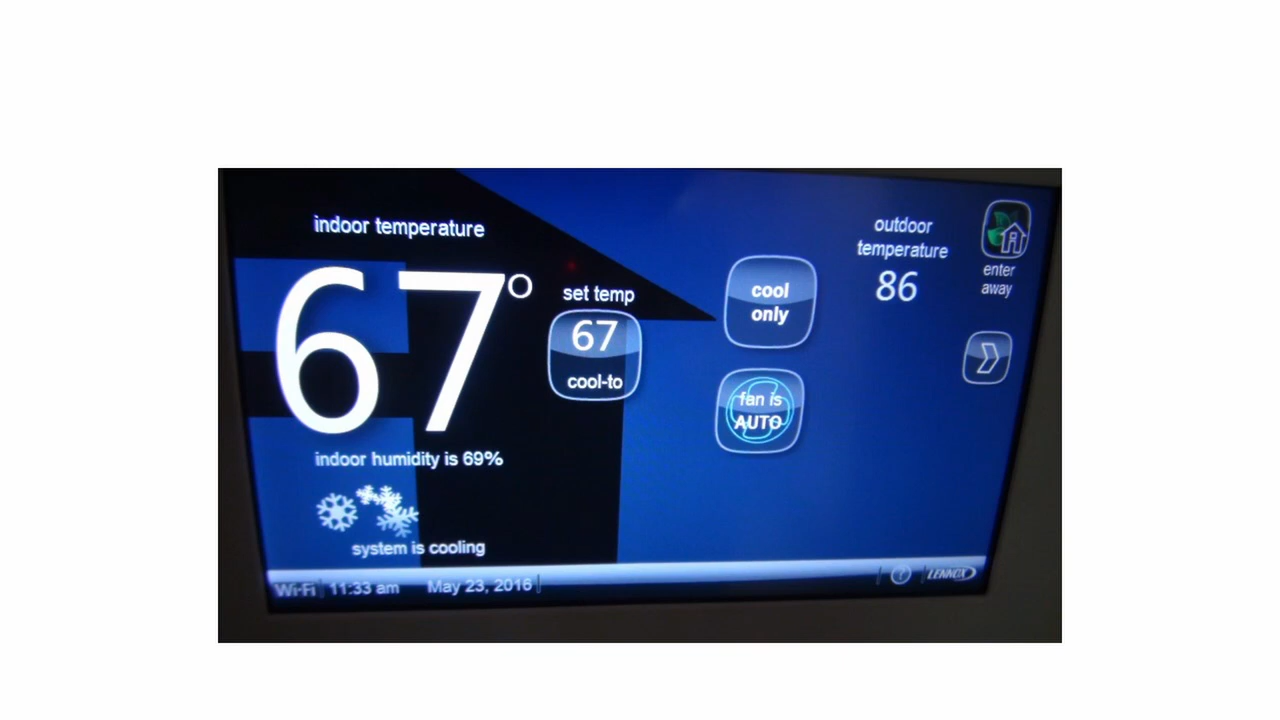 indoor temperature
67°
set temp
67
cool-to
indoor humidity is 69%
system is cooling
cool
only
fan is
AUTO
outdoor
temperature
86
enter
away
Wi-Fi 11:33 am May 23, 2016 ? LENNOX